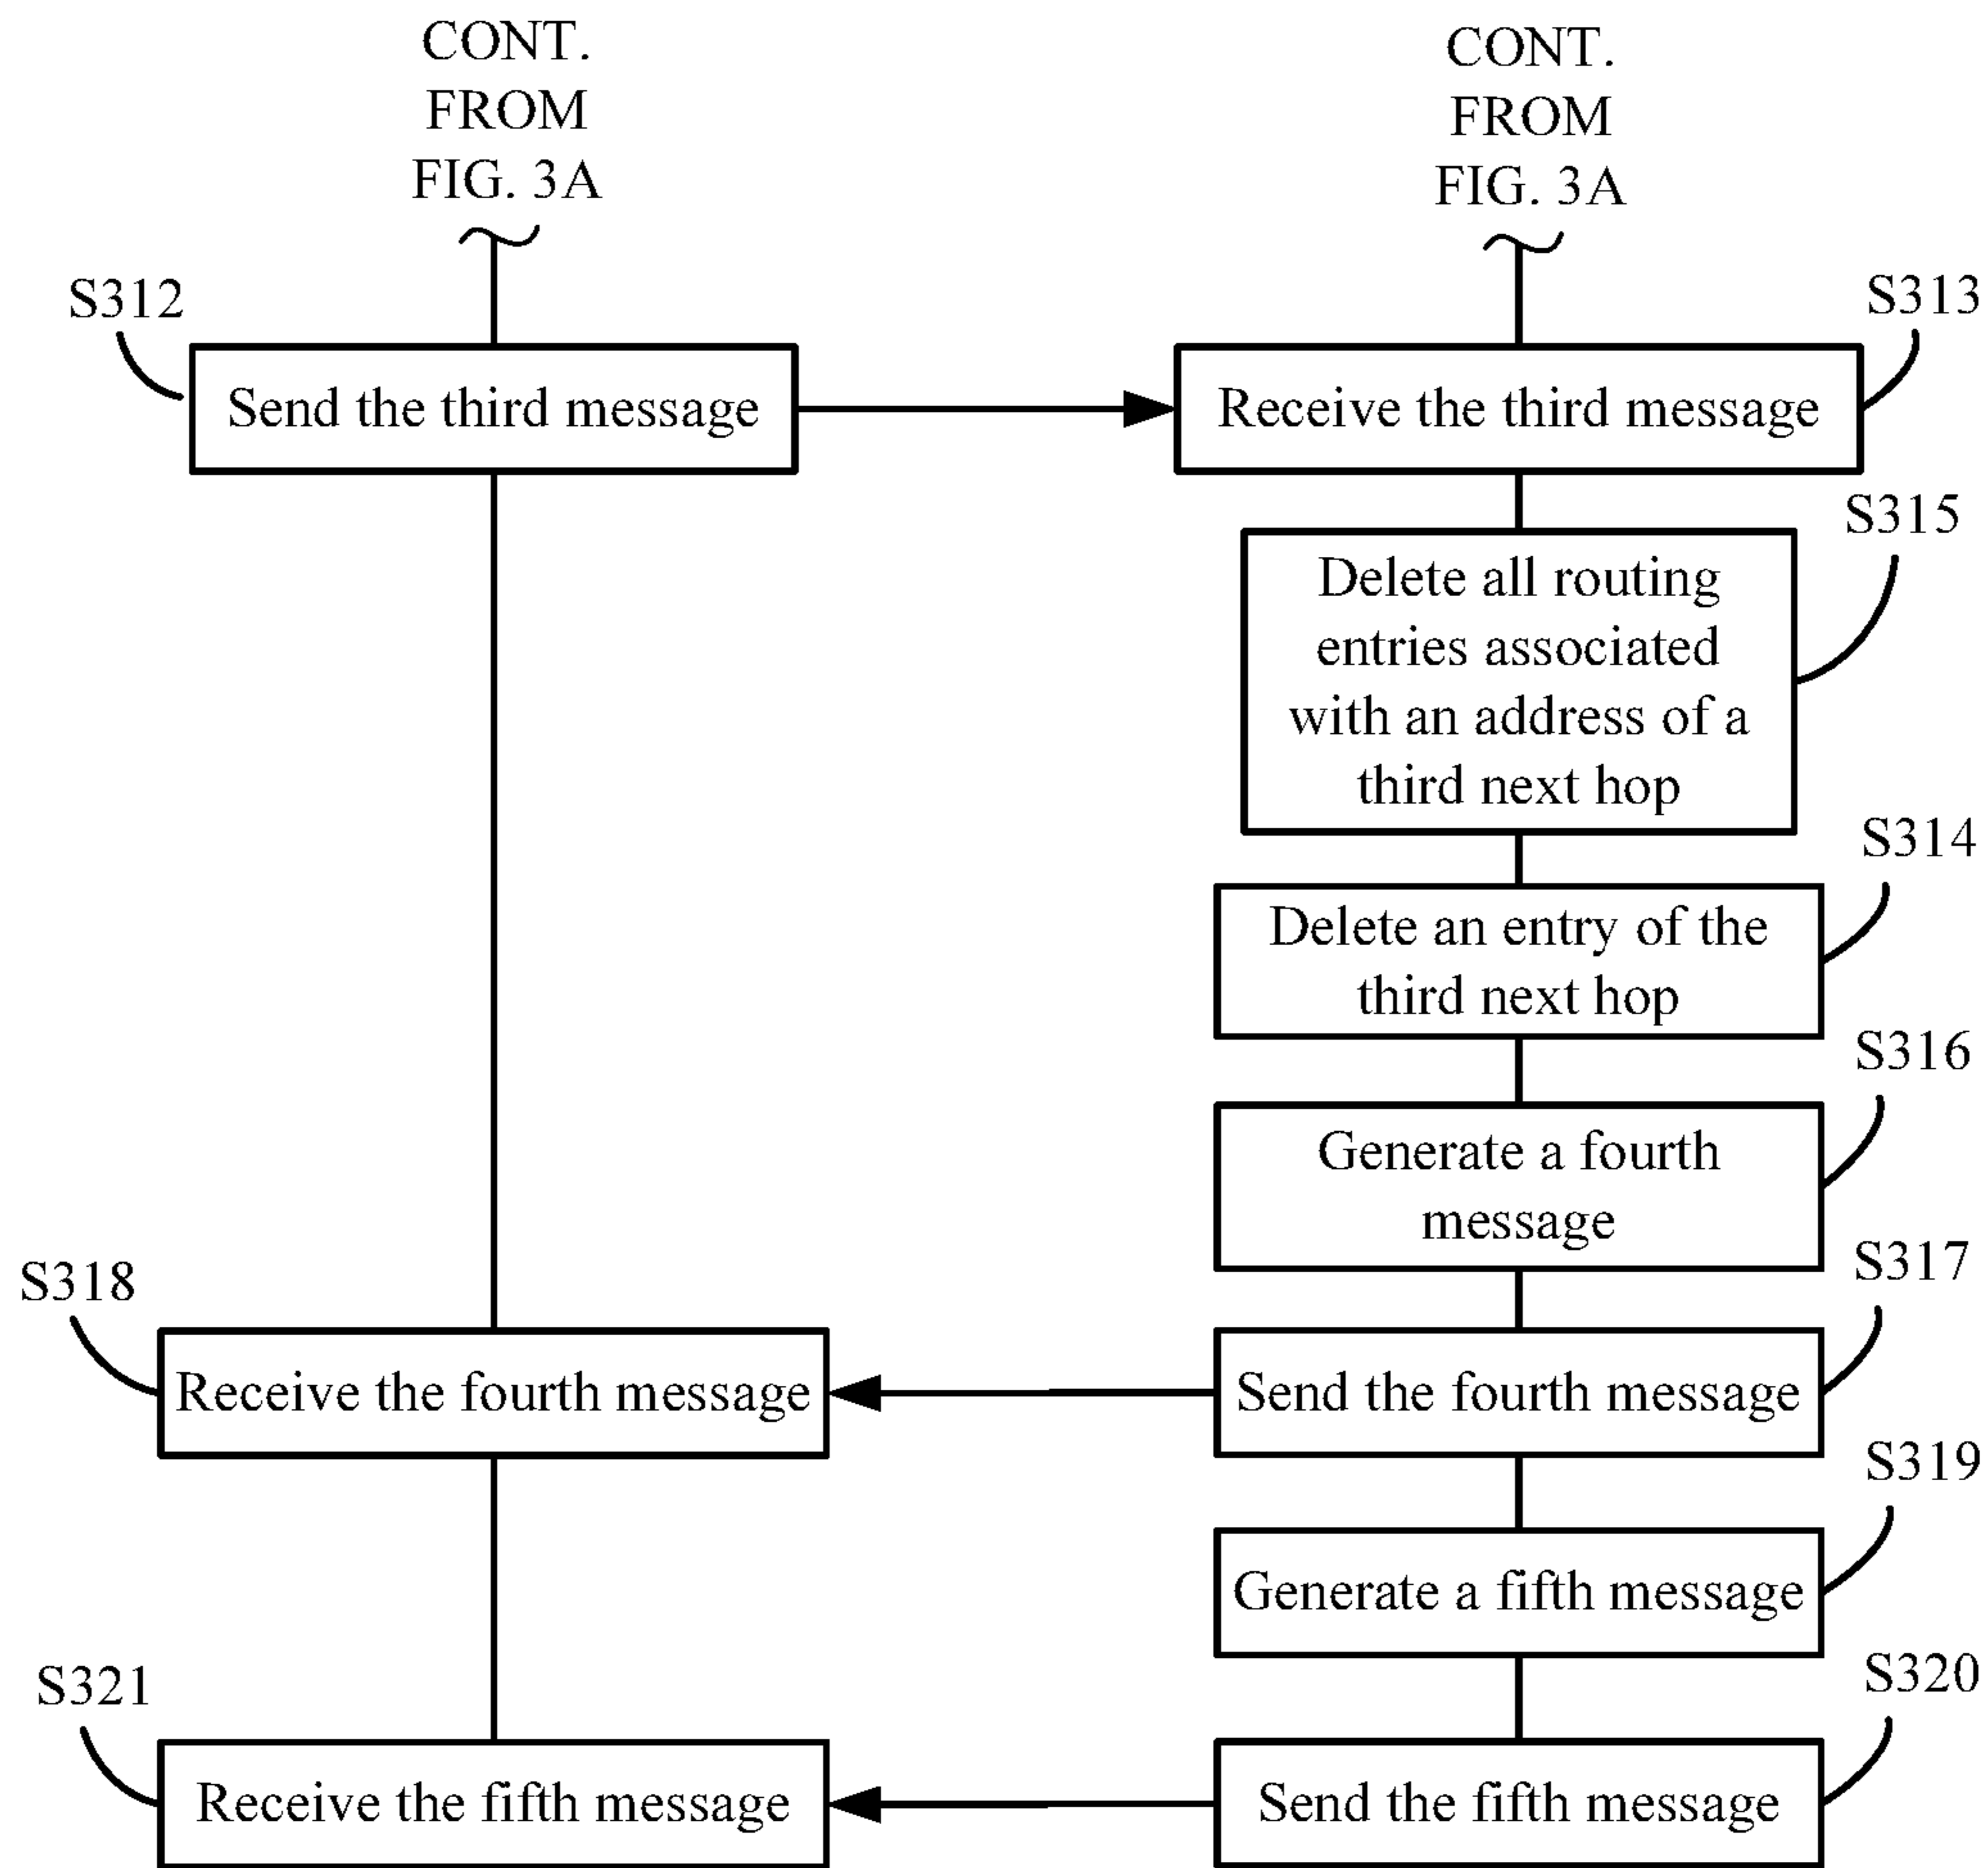 CONT.
FROM
FIG. 3A
CONT.
FROM
FIG. 3A
S312
Send the third message
S313
Receive the third message
S315
Delete all routing
entries associated
with an address of a
third next hop
S314
Delete an entry of the
third next hop
S316
Generate a fourth
message
S317
Send the fourth message
S318
Receive the fourth message
S319
Generate a fifth message
S320
Send the fifth message
S321
Receive the fifth message